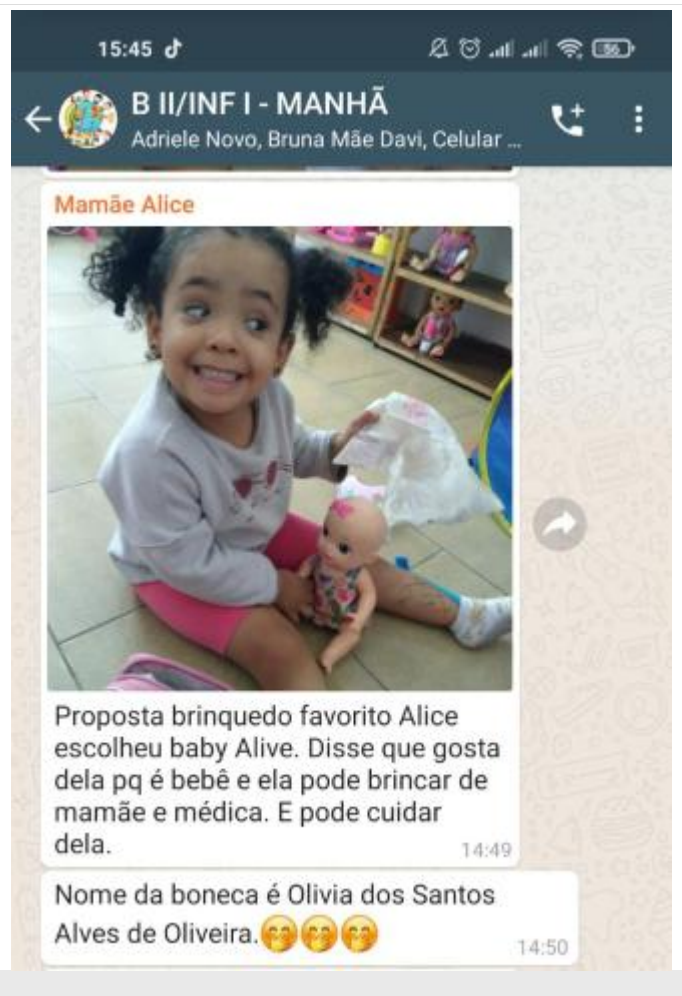 15:45
56
B II/INF I - MANHÃ
Adriele Novo, Bruna Mãe Davi, Celular ...
Mamãe Alice
Proposta brinquedo favorito Alice
escolheu baby Alive. Disse que gosta
dela pq é bebê e ela pode brincar de
mamãe e médica. E pode cuidar
dela.
14:49
Nome da boneca é Olivia dos Santos
Alves de Oliveira.🤭🤭🤭
14:50